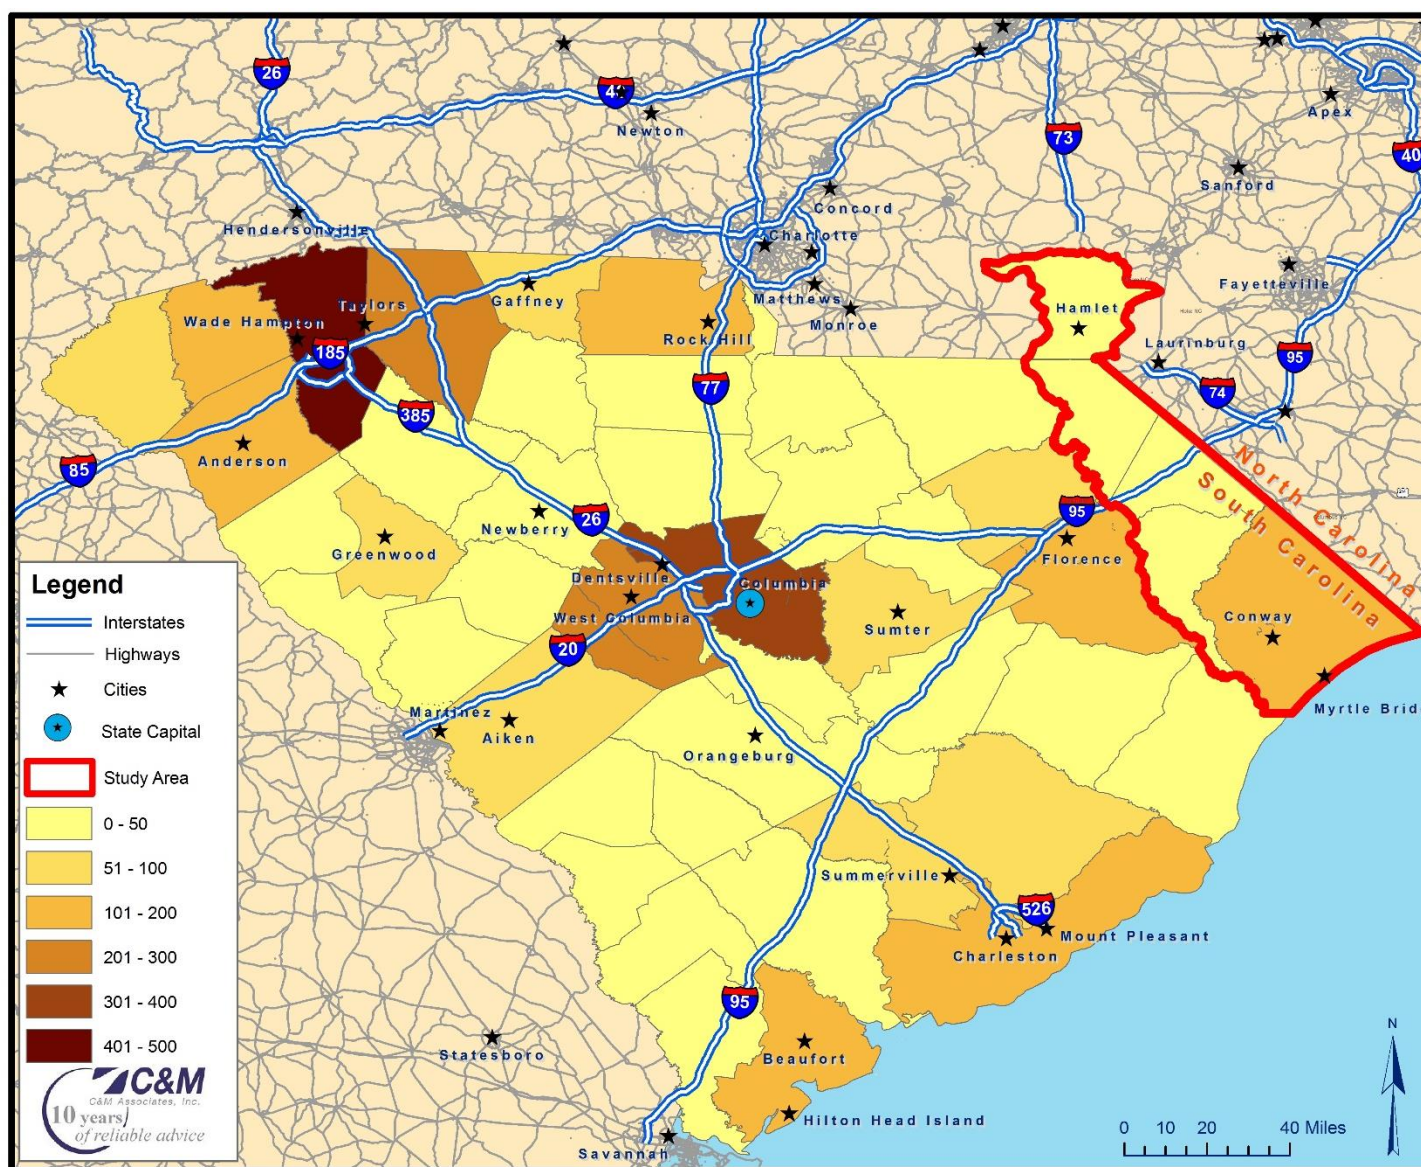 26
Newton
73
Apex
40
Sanford
Hendersonville
Concord
Charlotte
Fayetteville
Taylors
Gaffney
Matthews
Monroe
Hamlet
Wade Hampton
Rock Hill
Laurinburg
185
95
77
74
385
Anderson
85
North Carolina
South Carolina
Newberry
26
95
Greenwood
Florence
Dentsville
Columbia
West Columbia
Sumter
Conway
20
Martinez
Aiken
Orangeburg
Myrtle Brid
Summerville
526
Mount Pleasant
Charleston
95
Statesboro
Beaufort
Hilton Head Island
Savannah
Legend
Interstates
Highways
Cities
State Capital
Study Area
0 - 50
51 - 100
101 - 200
201 - 300
301 - 400
401 - 500
C&M
C&M Associates, Inc.
10 years
of reliable advice
N
0 10 20 40 Miles